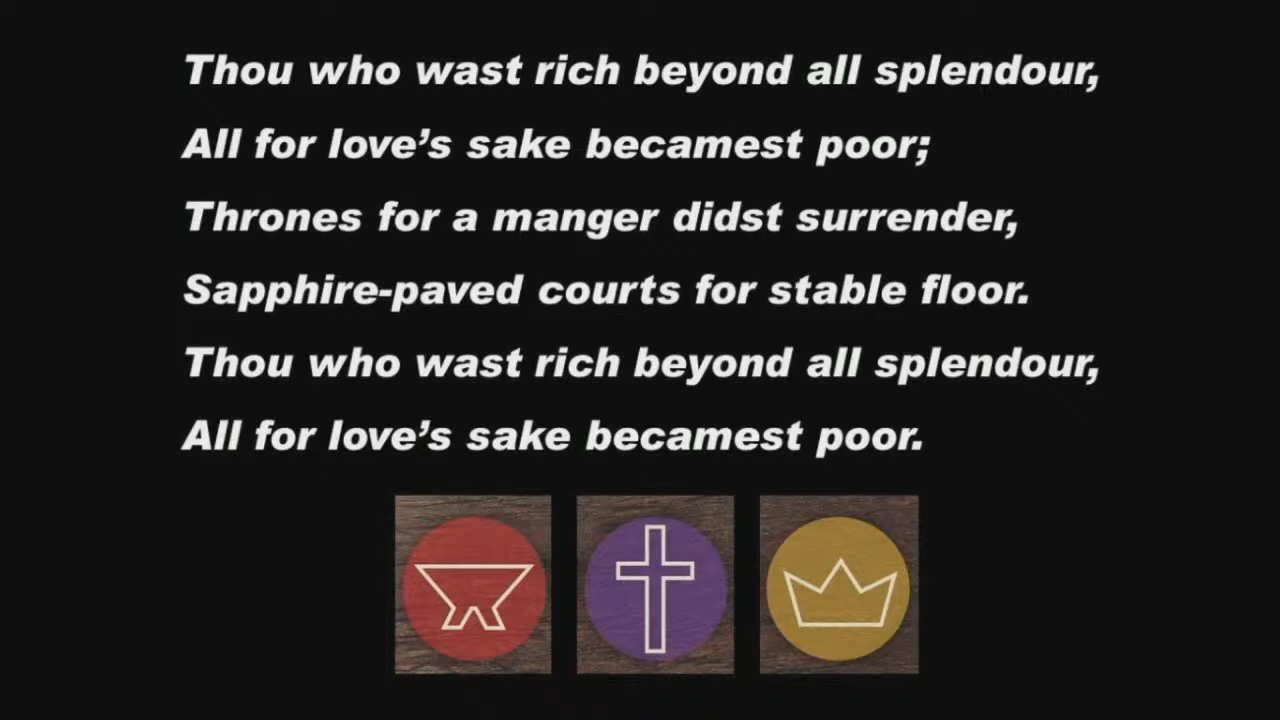 Thou who wast rich beyond all splendour,
All for love’s sake becamest poor;
Thrones for a manger didst surrender,
Sapphire-paved courts for stable floor.
Thou who wast rich beyond all splendour,
All for love’s sake becamest poor.